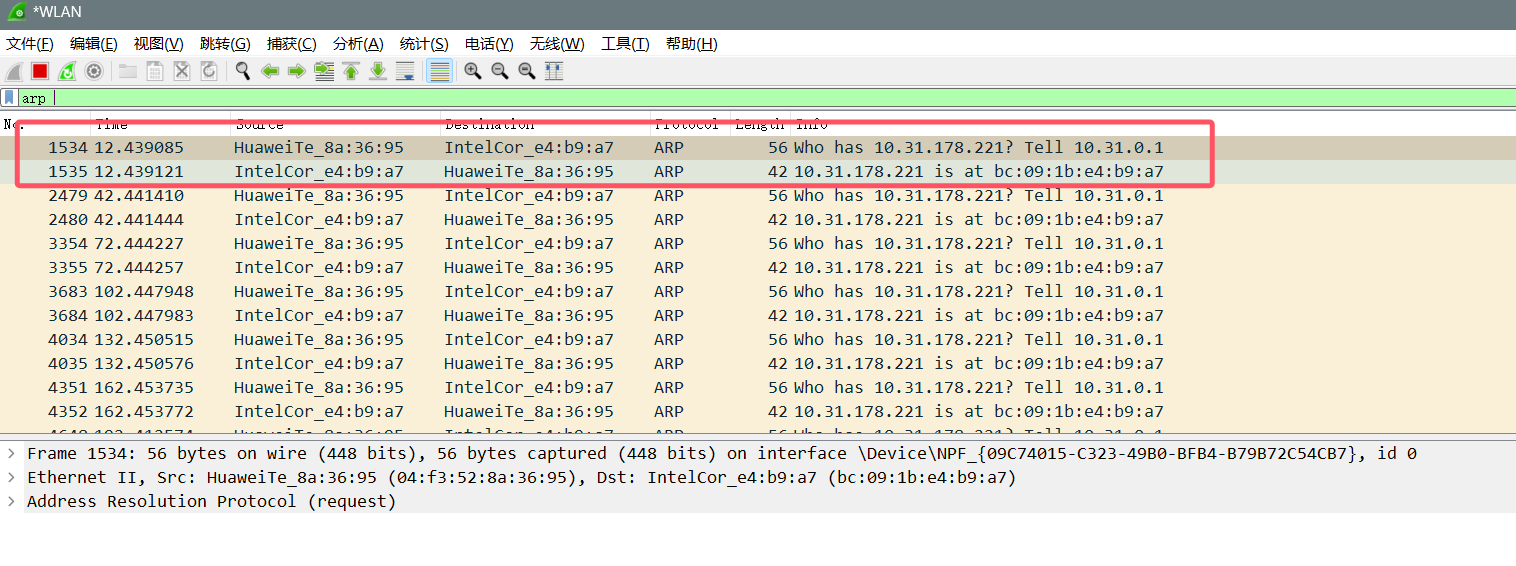 *WLAN
文件(F) 编辑(E) 视图(V) 跳转(G) 捕获(C) 分析(A) 统计(S) 电话(Y) 无线(W) 工具(T) 帮助(H)
arp
No. Time Source Destination Protocol Length Info
1534 12.439085 HuaweiTe_8a:36:95 IntelCor_e4:b9:a7 ARP 56 Who has 10.31.178.221? Tell 10.31.0.1
1535 12.439121 IntelCor_e4:b9:a7 HuaweiTe_8a:36:95 ARP 42 10.31.178.221 is at bc:09:1b:e4:b9:a7
2479 42.441410 HuaweiTe_8a:36:95 IntelCor_e4:b9:a7 ARP 56 Who has 10.31.178.221? Tell 10.31.0.1
2480 42.441444 IntelCor_e4:b9:a7 HuaweiTe_8a:36:95 ARP 42 10.31.178.221 is at bc:09:1b:e4:b9:a7
3354 72.444227 HuaweiTe_8a:36:95 IntelCor_e4:b9:a7 ARP 56 Who has 10.31.178.221? Tell 10.31.0.1
3355 72.444257 IntelCor_e4:b9:a7 HuaweiTe_8a:36:95 ARP 42 10.31.178.221 is at bc:09:1b:e4:b9:a7
3683 102.447948 HuaweiTe_8a:36:95 IntelCor_e4:b9:a7 ARP 56 Who has 10.31.178.221? Tell 10.31.0.1
3684 102.447983 IntelCor_e4:b9:a7 HuaweiTe_8a:36:95 ARP 42 10.31.178.221 is at bc:09:1b:e4:b9:a7
4034 132.450515 HuaweiTe_8a:36:95 IntelCor_e4:b9:a7 ARP 56 Who has 10.31.178.221? Tell 10.31.0.1
4035 132.450576 IntelCor_e4:b9:a7 HuaweiTe_8a:36:95 ARP 42 10.31.178.221 is at bc:09:1b:e4:b9:a7
4351 162.453735 HuaweiTe_8a:36:95 IntelCor_e4:b9:a7 ARP 56 Who has 10.31.178.221? Tell 10.31.0.1
4352 162.453772 IntelCor_e4:b9:a7 HuaweiTe_8a:36:95 ARP 42 10.31.178.221 is at bc:09:1b:e4:b9:a7
Frame 1534: 56 bytes on wire (448 bits), 56 bytes captured (448 bits) on interface \Device\NPF_{09C74015-C323-49B0-BFB4-B79B72C54CB7}, id 0
Ethernet II, Src: HuaweiTe_8a:36:95 (04:f3:52:8a:36:95), Dst: IntelCor_e4:b9:a7 (bc:09:1b:e4:b9:a7)
Address Resolution Protocol (request)